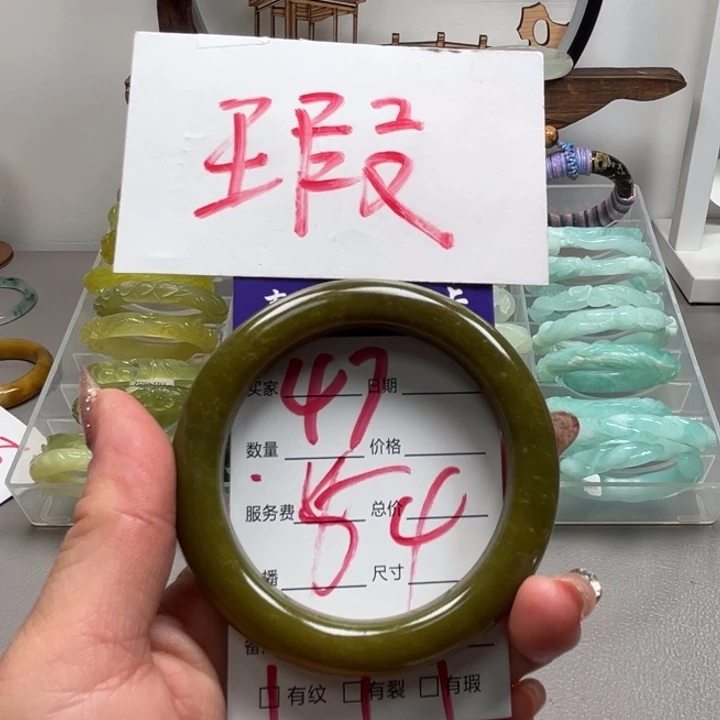 瑕
47
买家 日期
数量 价格
54
服务费 总价
播 尺寸
有纹 有裂 有瑕